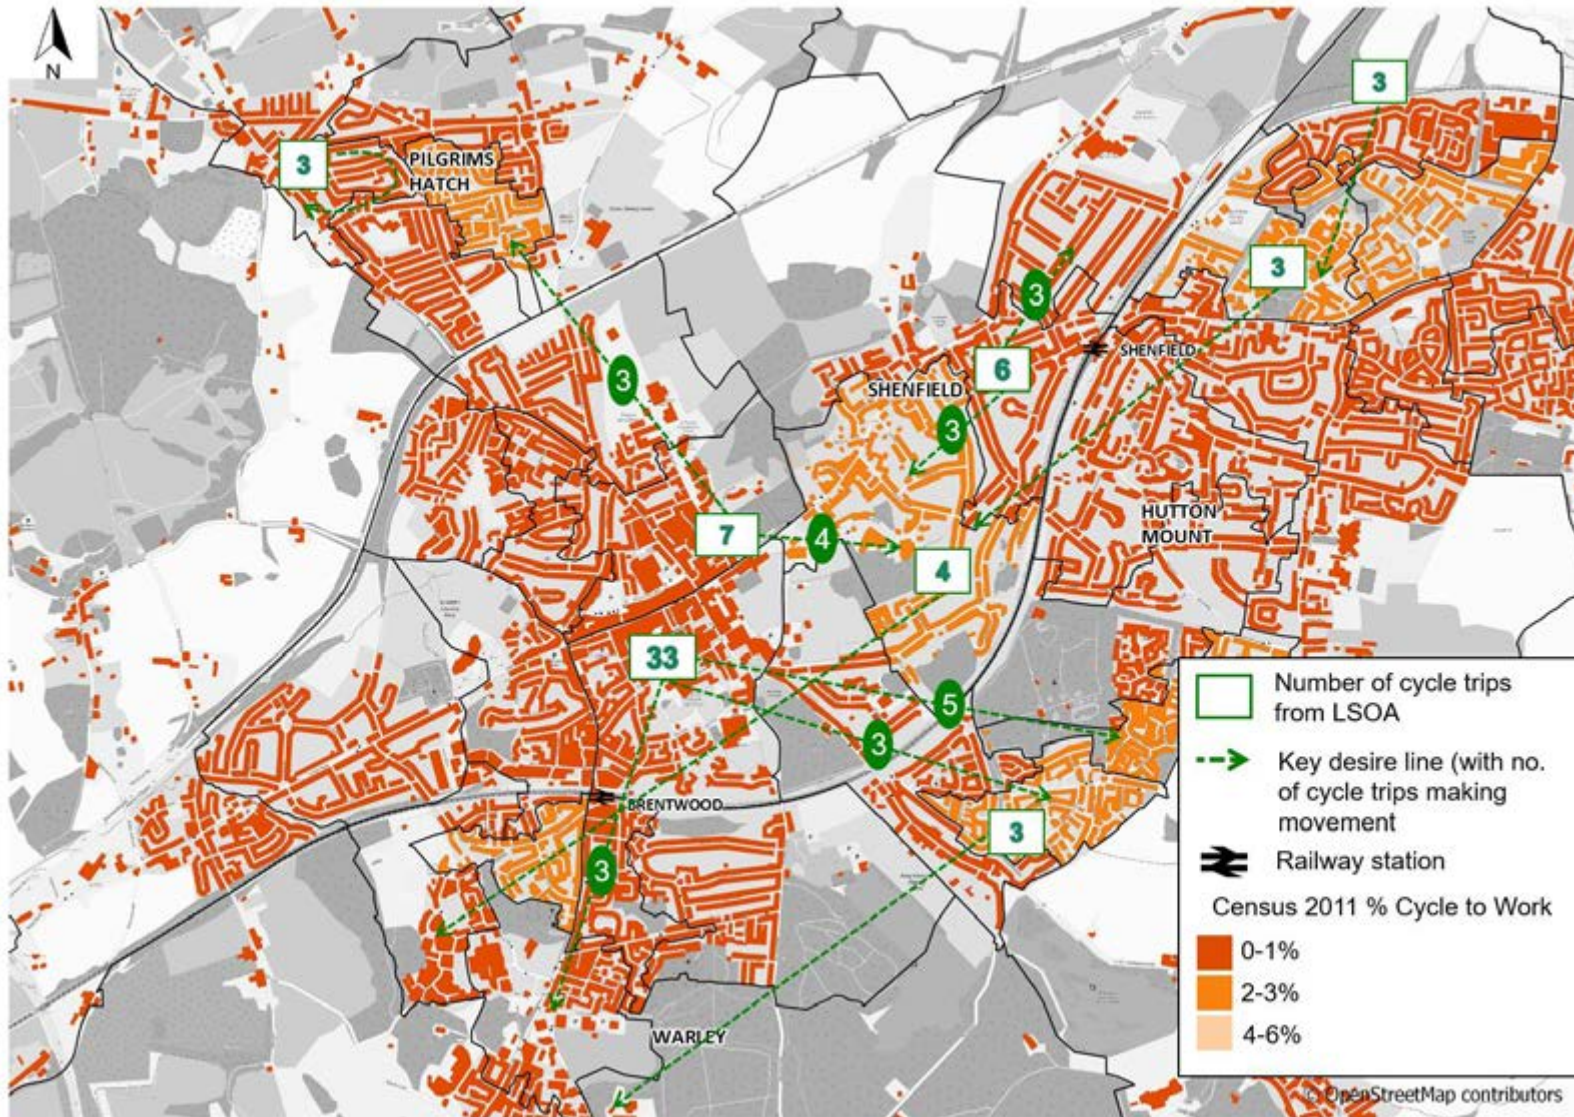 N
3
3
PILGRIMS
HATCH
3
3
3
SHENFIELD
6
3
SHENFIELD
3
HUTTON
MOUNT
7
4
4
33
5
3
BRENTWOOD
3
3
WARLEY
Number of cycle trips
from LSOA
Key desire line (with no.
of cycle trips making
movement
Railway station
Census 2011 % Cycle to Work
0-1%
2-3%
4-6%
© OpenStreetMap contributors